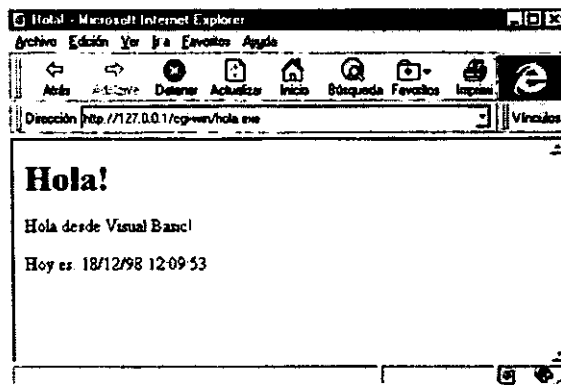 Hola! - Microsoft Internet Explorer
Archivo Edición Ver Ir a Favoritos Ayuda
Atrás Adelante Detener Actualizar Inicio Búsqueda Favoritos Imprimir
Dirección http://127.0.0.1/cgi-win/hola.exe Vínculos
Hola!
Hola desde Visual Basic!
Hoy es: 18/12/98 12:09:53